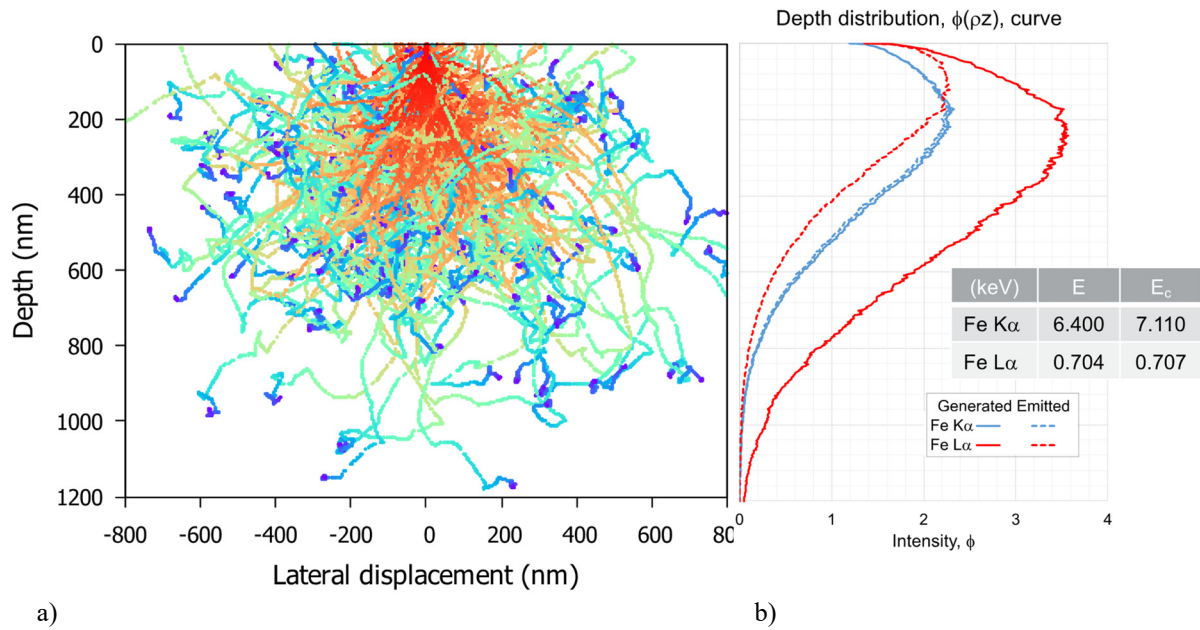 Depth distribution, ϕ(ρz), curve
0
200
400
600
800
1000
1200
Depth (nm)
-800 -600 -400 -200 0 200 400 600 800
Lateral displacement (nm)
(keV) E E_c
Fe Kα 6.400 7.110
Fe Lα 0.704 0.707
Generated Emitted
Fe Kα
Fe Lα
0 1 2 3 4
Intensity, ϕ
a) b)